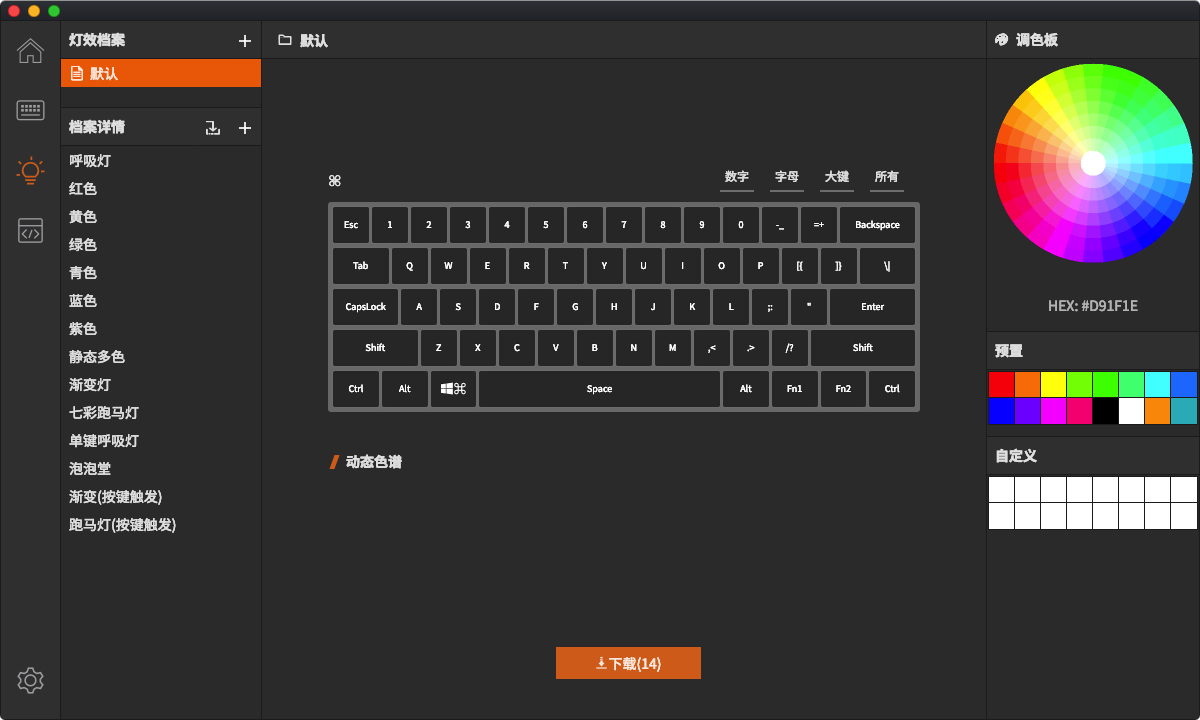 灯效档案
默认
档案详情
呼吸灯
红色
黄色
绿色
青色
蓝色
紫色
静态多色
渐变灯
七彩跑马灯
单键呼吸灯
泡泡堂
渐变(按键触发)
跑马灯(按键触发)
默认
⌘ 数字 字母 大键 所有
Esc 1 2 3 4 5 6 7 8 9 0 -_ =+ Backspace
Tab Q W E R T Y U I O P [{ ]} \|
CapsLock A S D F G H J K L ;: " Enter
Shift Z X C V B N M ,< .> /? Shift
Ctrl Alt ⌘ Space Alt Fn1 Fn2 Ctrl
动态色谱
下载(14)
调色板
HEX: #D91F1E
预置
自定义